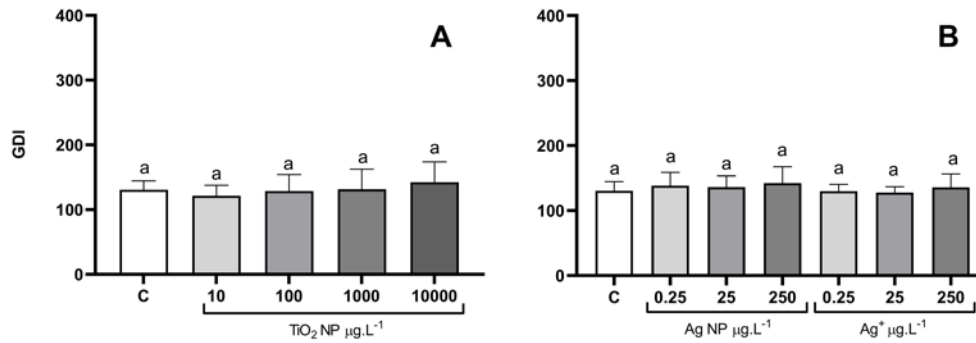 A
GDI
400
300
200
100
0
a a a a a
C 10 100 1000 10000
TiO₂ NP µg.L⁻¹
B
400
300
200
100
0
a a a a a a a
C 0.25 25 250 0.25 25 250
Ag NP µg.L⁻¹ Ag⁺ µg.L⁻¹